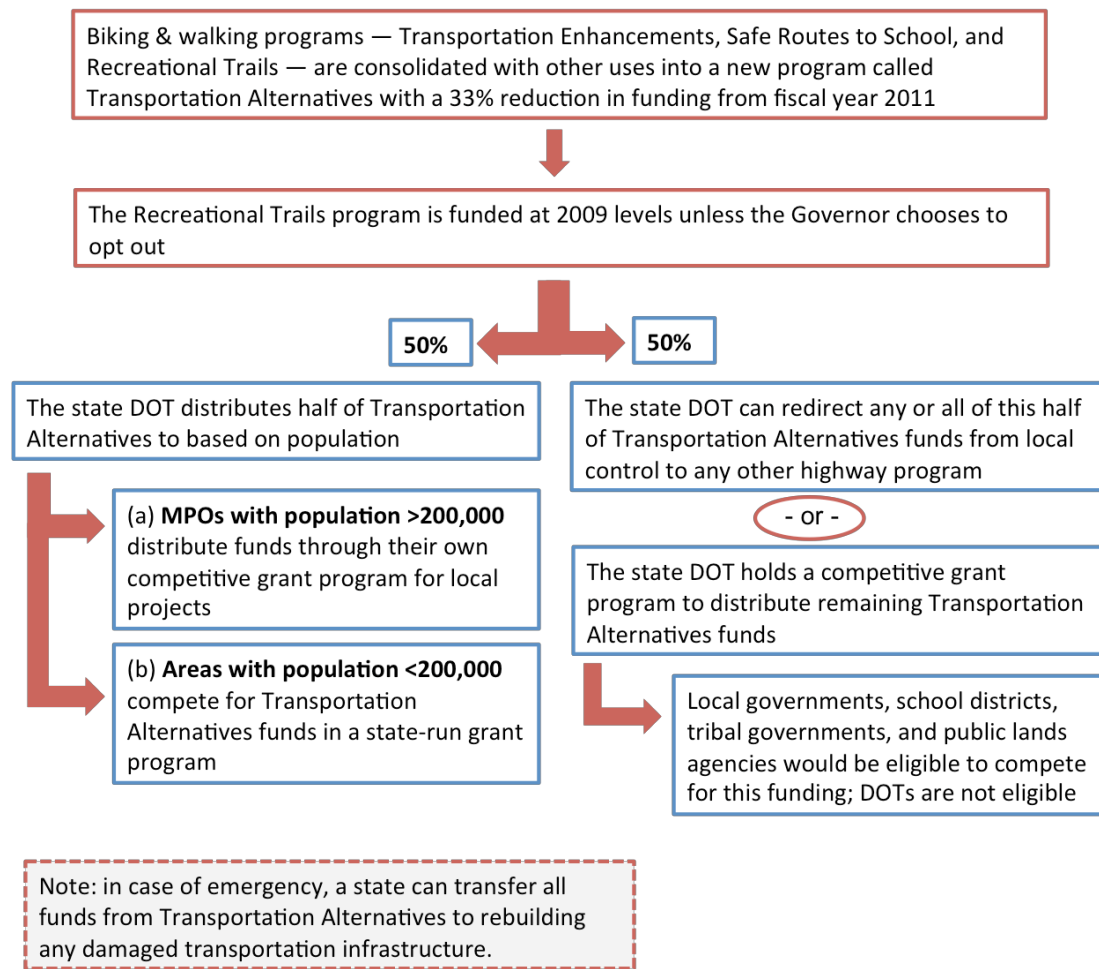 Biking & walking programs — Transportation Enhancements, Safe Routes to School, and
Recreational Trails — are consolidated with other uses into a new program called
Transportation Alternatives with a 33% reduction in funding from fiscal year 2011
The Recreational Trails program is funded at 2009 levels unless the Governor chooses to
opt out
50%
50%
The state DOT distributes half of Transportation
Alternatives to based on population
(a) MPOs with population >200,000
distribute funds through their own
competitive grant program for local
projects
(b) Areas with population <200,000
compete for Transportation
Alternatives funds in a state-run grant
program
The state DOT can redirect any or all of this half
of Transportation Alternatives funds from local
control to any other highway program
- or -
The state DOT holds a competitive grant
program to distribute remaining Transportation
Alternatives funds
Local governments, school districts,
tribal governments, and public lands
agencies would be eligible to compete
for this funding; DOTs are not eligible
Note: in case of emergency, a state can transfer all
funds from Transportation Alternatives to rebuilding
any damaged transportation infrastructure.